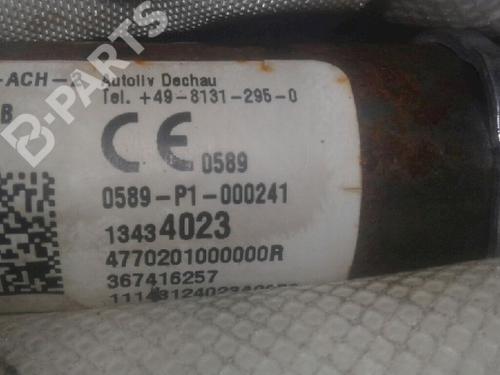 -ACH-
Autoliv Dachau
B
Tel. +49-8131-295-0
B-PARTS
CE 0589
0589-P1-000241
13434023
4770201000000R
367416257